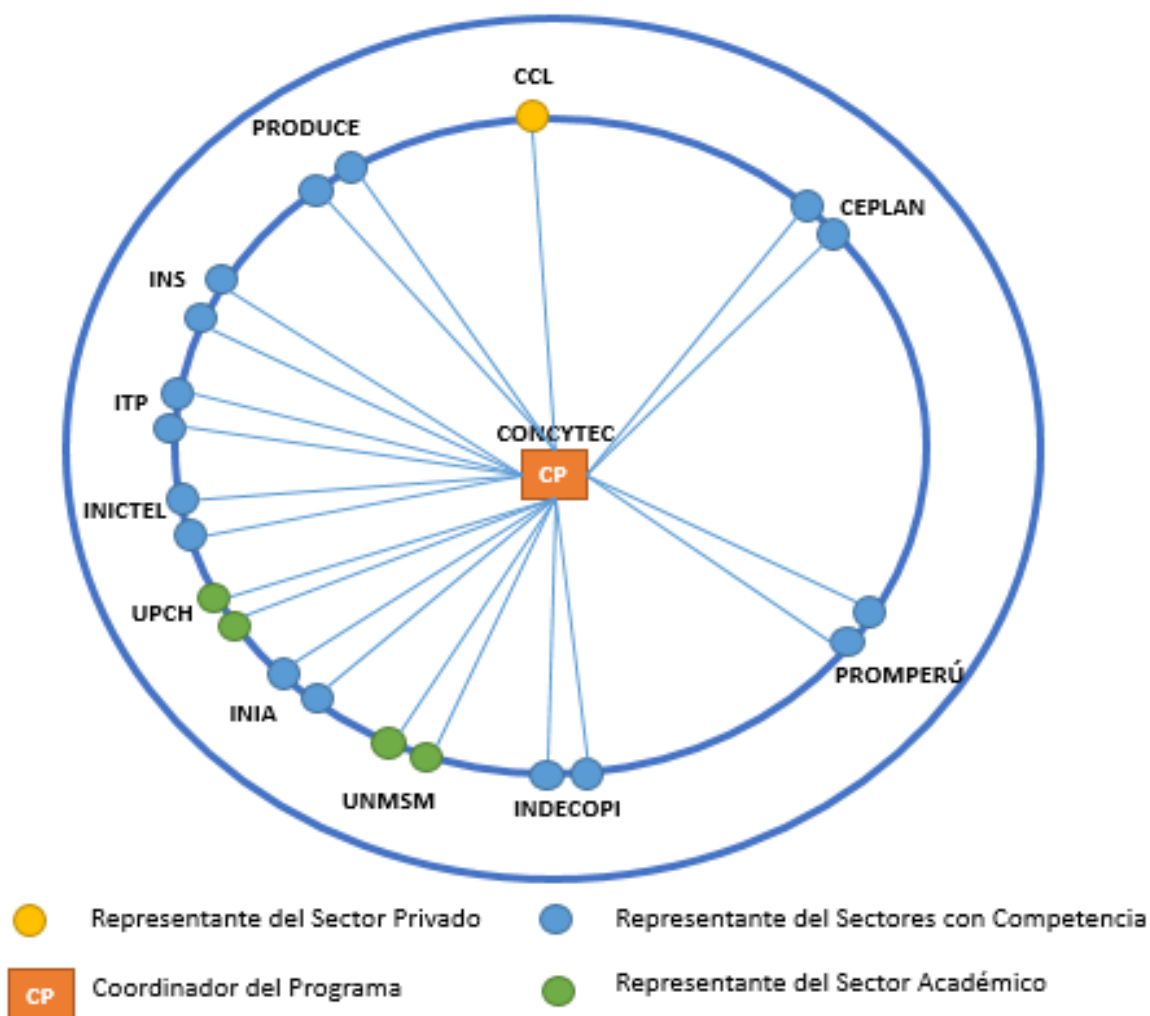 CCL
PRODUCE
CEPLAN
INS
ITP
CONCYTEC
CP
INICTEL
UPCH
PROMPERÚ
INIA
UNMSM
INDECOPI
Representante del Sector Privado
Representante del Sectores con Competencia
CP
Coordinador del Programa
Representante del Sector Académico